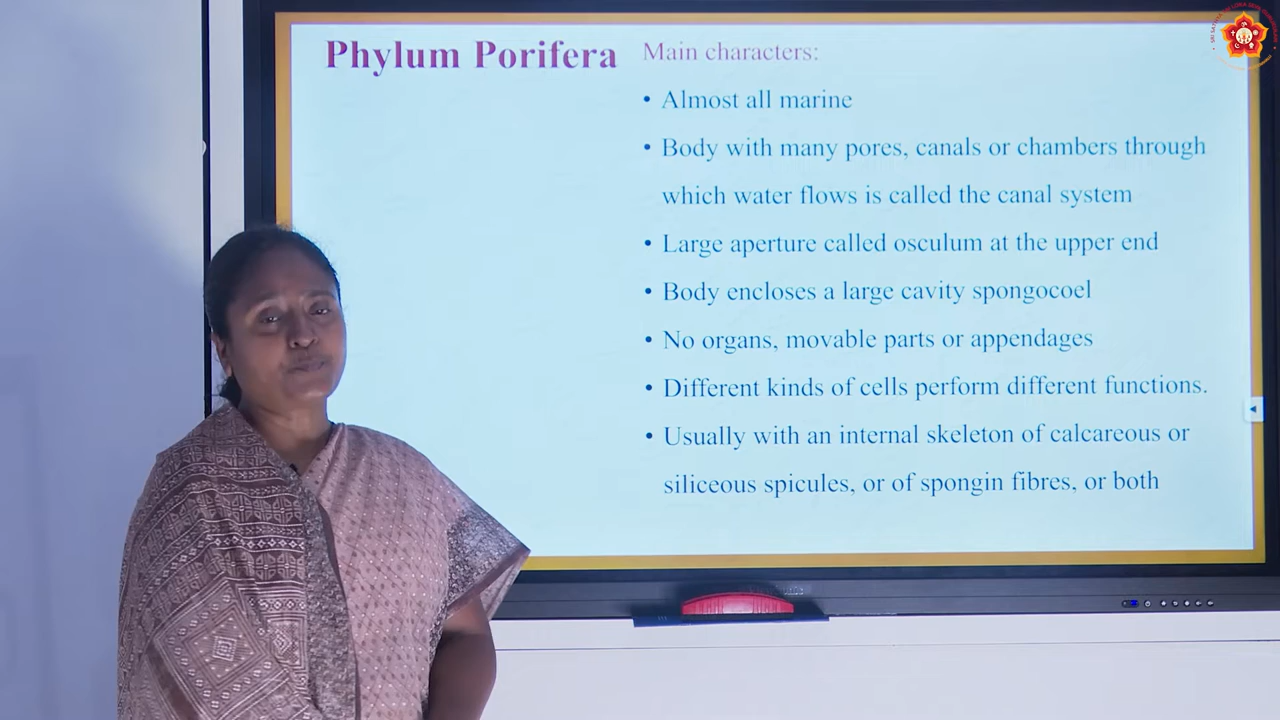 Phylum Porifera
Main characters:
• Almost all marine
• Body with many pores, canals or chambers through
which water flows is called the canal system
• Large aperture called osculum at the upper end
• Body encloses a large cavity spongocoel
• No organs, movable parts or appendages
• Different kinds of cells perform different functions.
• Usually with an internal skeleton of calcareous or
siliceous spicules, or of spongin fibres, or both